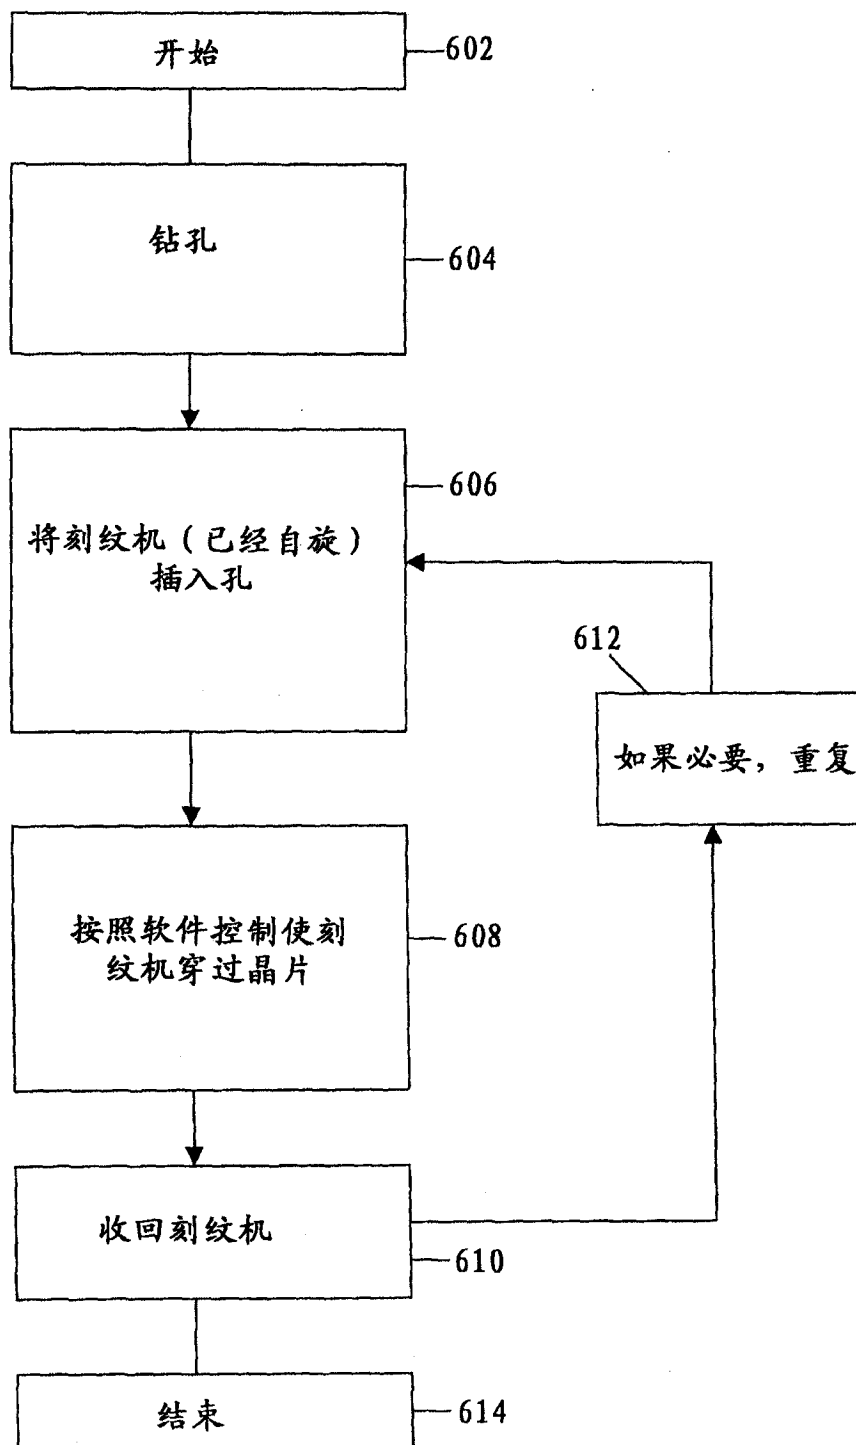 开始
602
钻孔
604
606
将刻纹机（已经自旋）
插入孔
612
如果必要，重复
按照软件控制使刻
纹机穿过晶片
608
收回刻纹机
610
结束
614